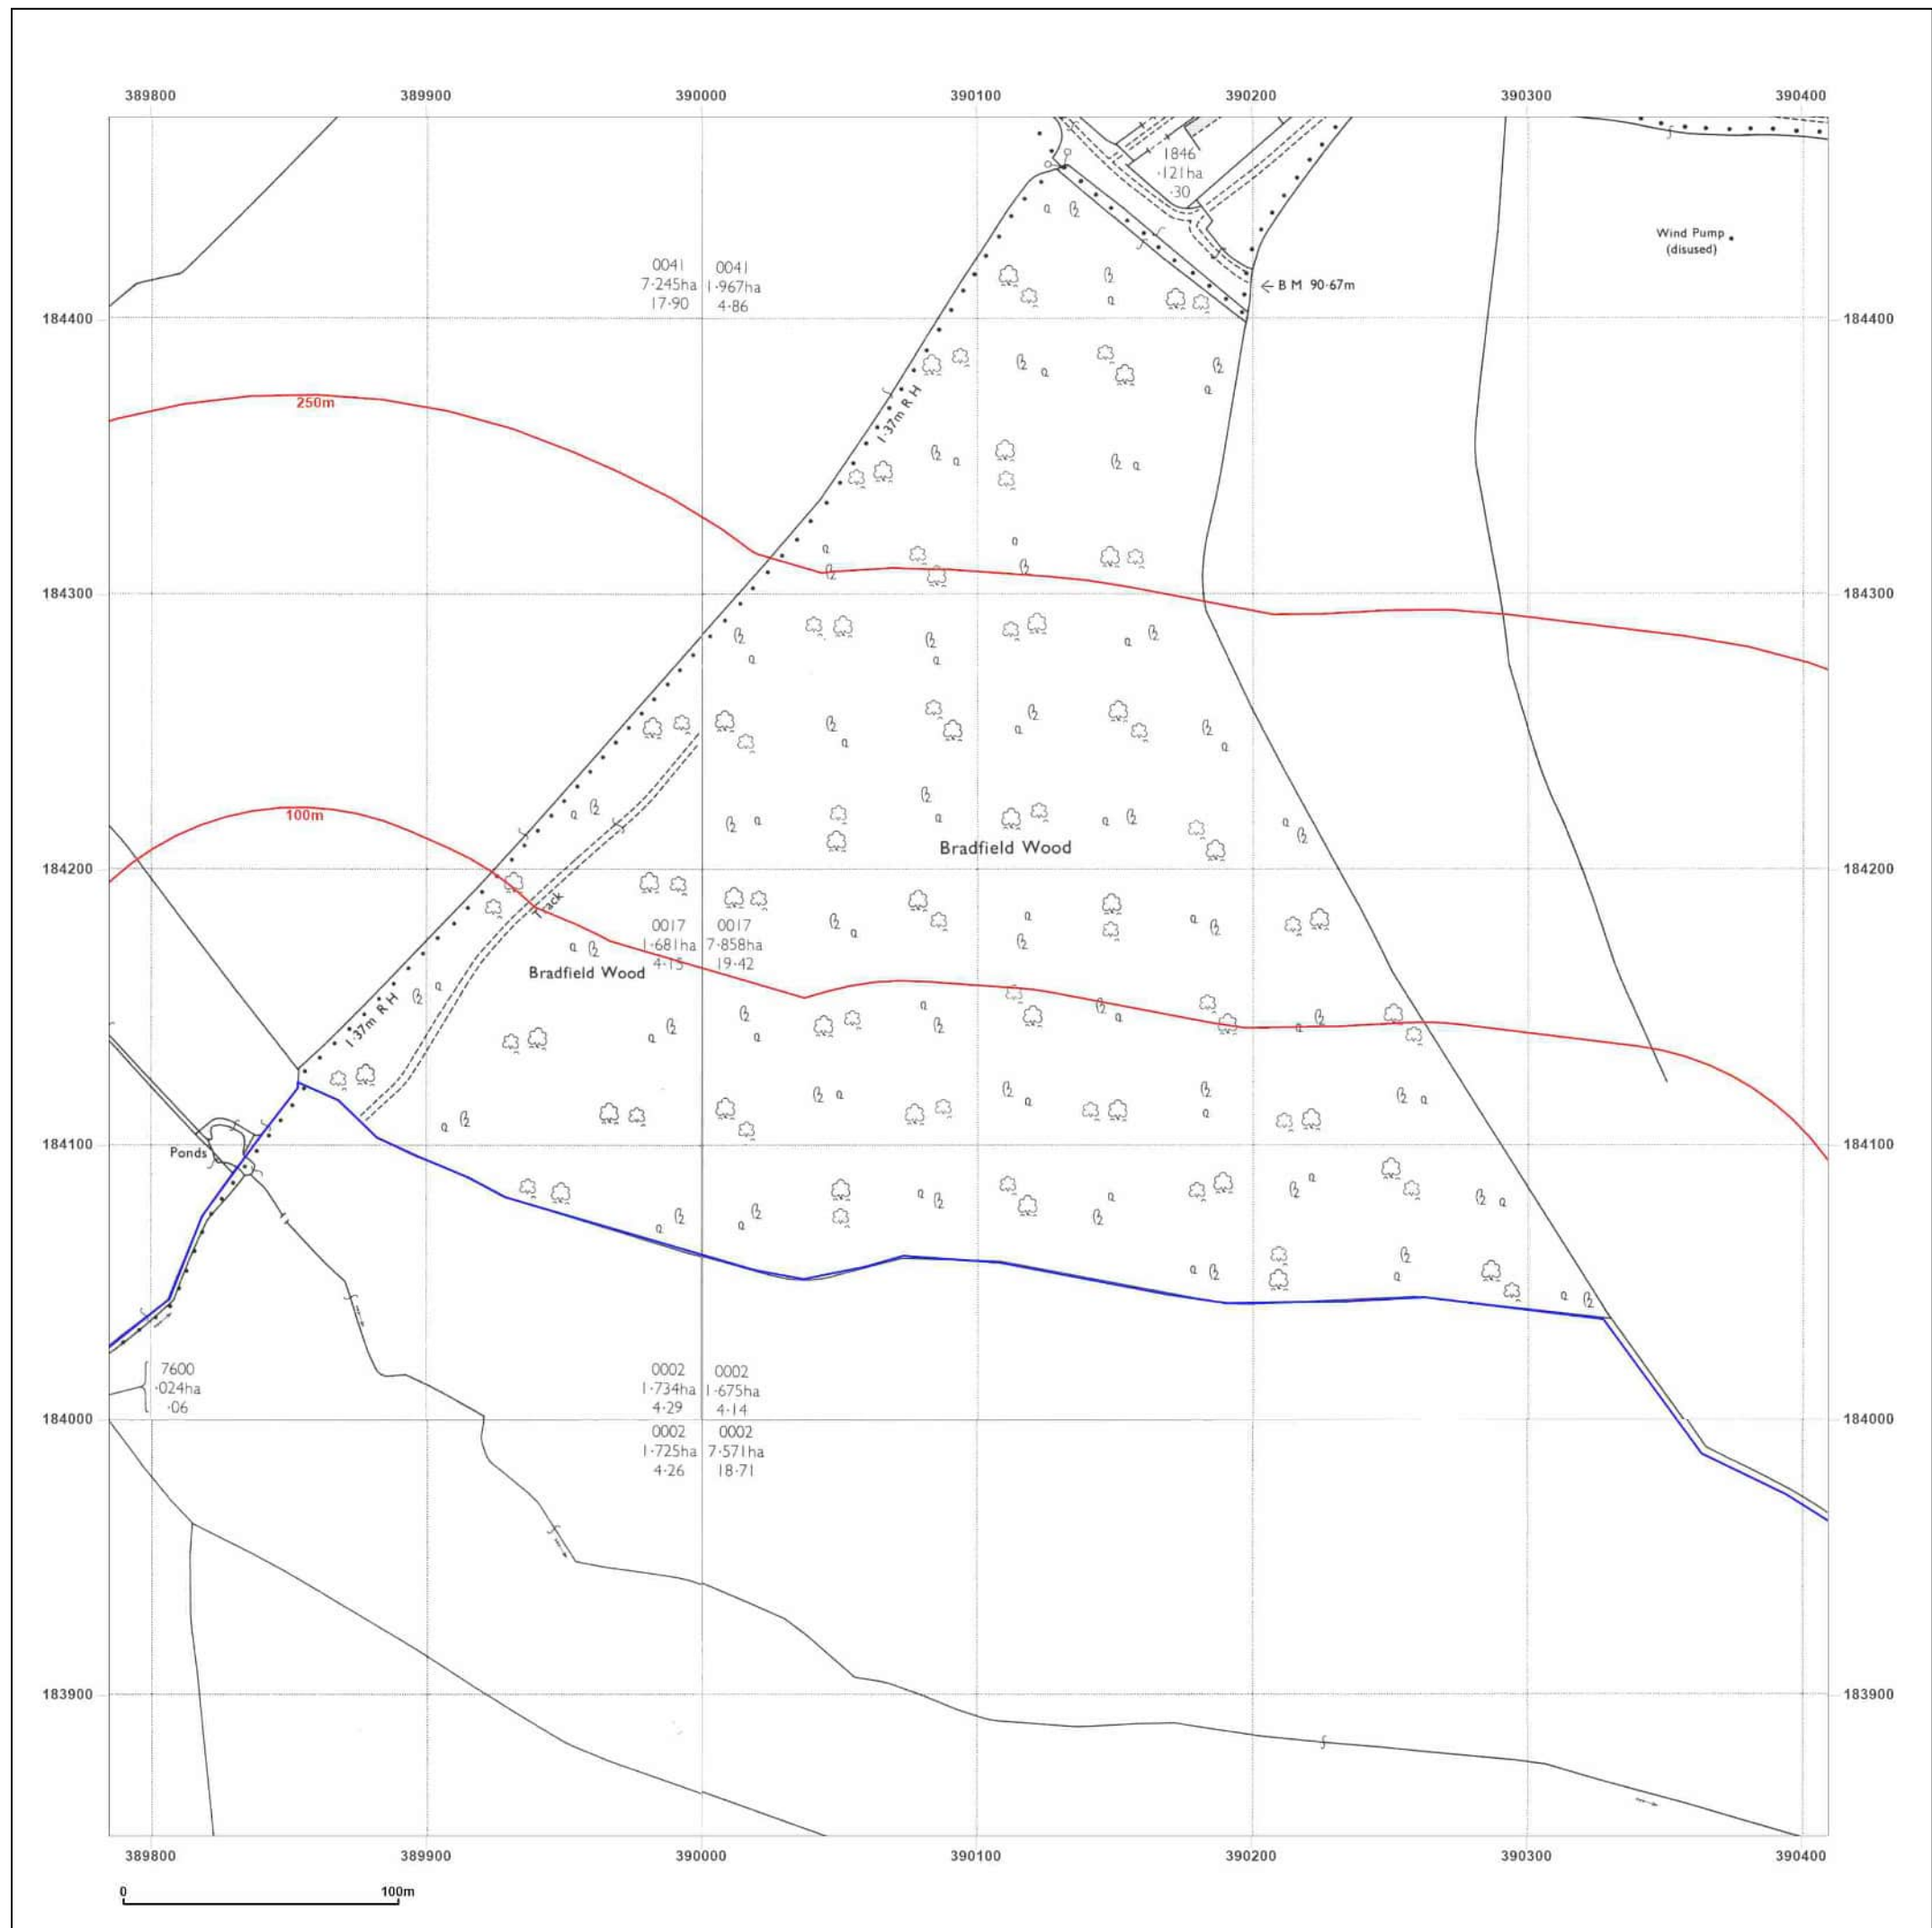 389800 389900 390000 390100 390200 390300 390400
1846
·121ha
·30
Wind Pump
(disused)
0041 0041
7·245ha 1·967ha
17·90 4·86
B M 90·67m
184400 184400
250m
1·37m R H
184300 184300
100m
Bradfield Wood
184200 184200
Track
0017 0017
1·681ha 7·858ha
4·15 19·42
Bradfield Wood
1·37m R H
184100 184100
Ponds
7600
·024ha
·06
0002 0002
1·734ha 1·675ha
4·29 4·14
184000 184000
0002 0002
1·725ha 7·571ha
4·26 18·71
183900 183900
389800 389900 390000 390100 390200 390300 390400
0 100m